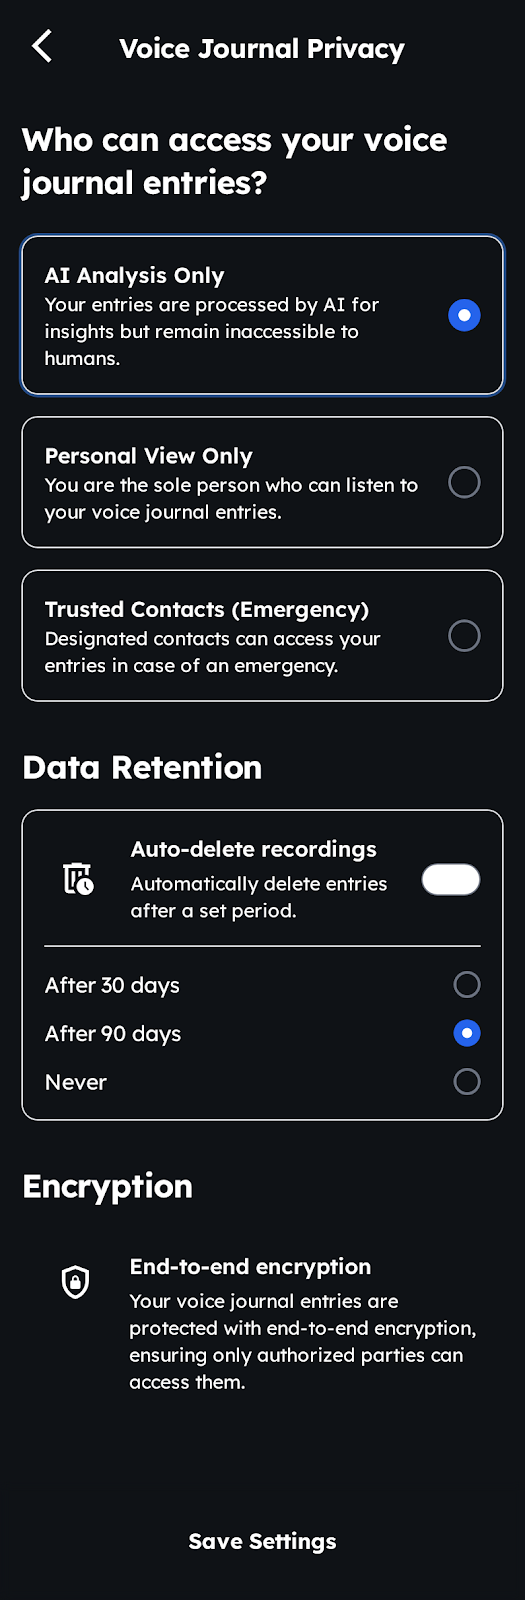 Voice Journal Privacy
Who can access your voice
journal entries?
AI Analysis Only
Your entries are processed by AI for
insights but remain inaccessible to
humans.
Personal View Only
You are the sole person who can listen to
your voice journal entries.
Trusted Contacts (Emergency)
Designated contacts can access your
entries in case of an emergency.
Data Retention
Auto-delete recordings
Automatically delete entries
after a set period.
After 30 days
After 90 days
Never
Encryption
End-to-end encryption
Your voice journal entries are
protected with end-to-end encryption,
ensuring only authorized parties can
access them.
Save Settings